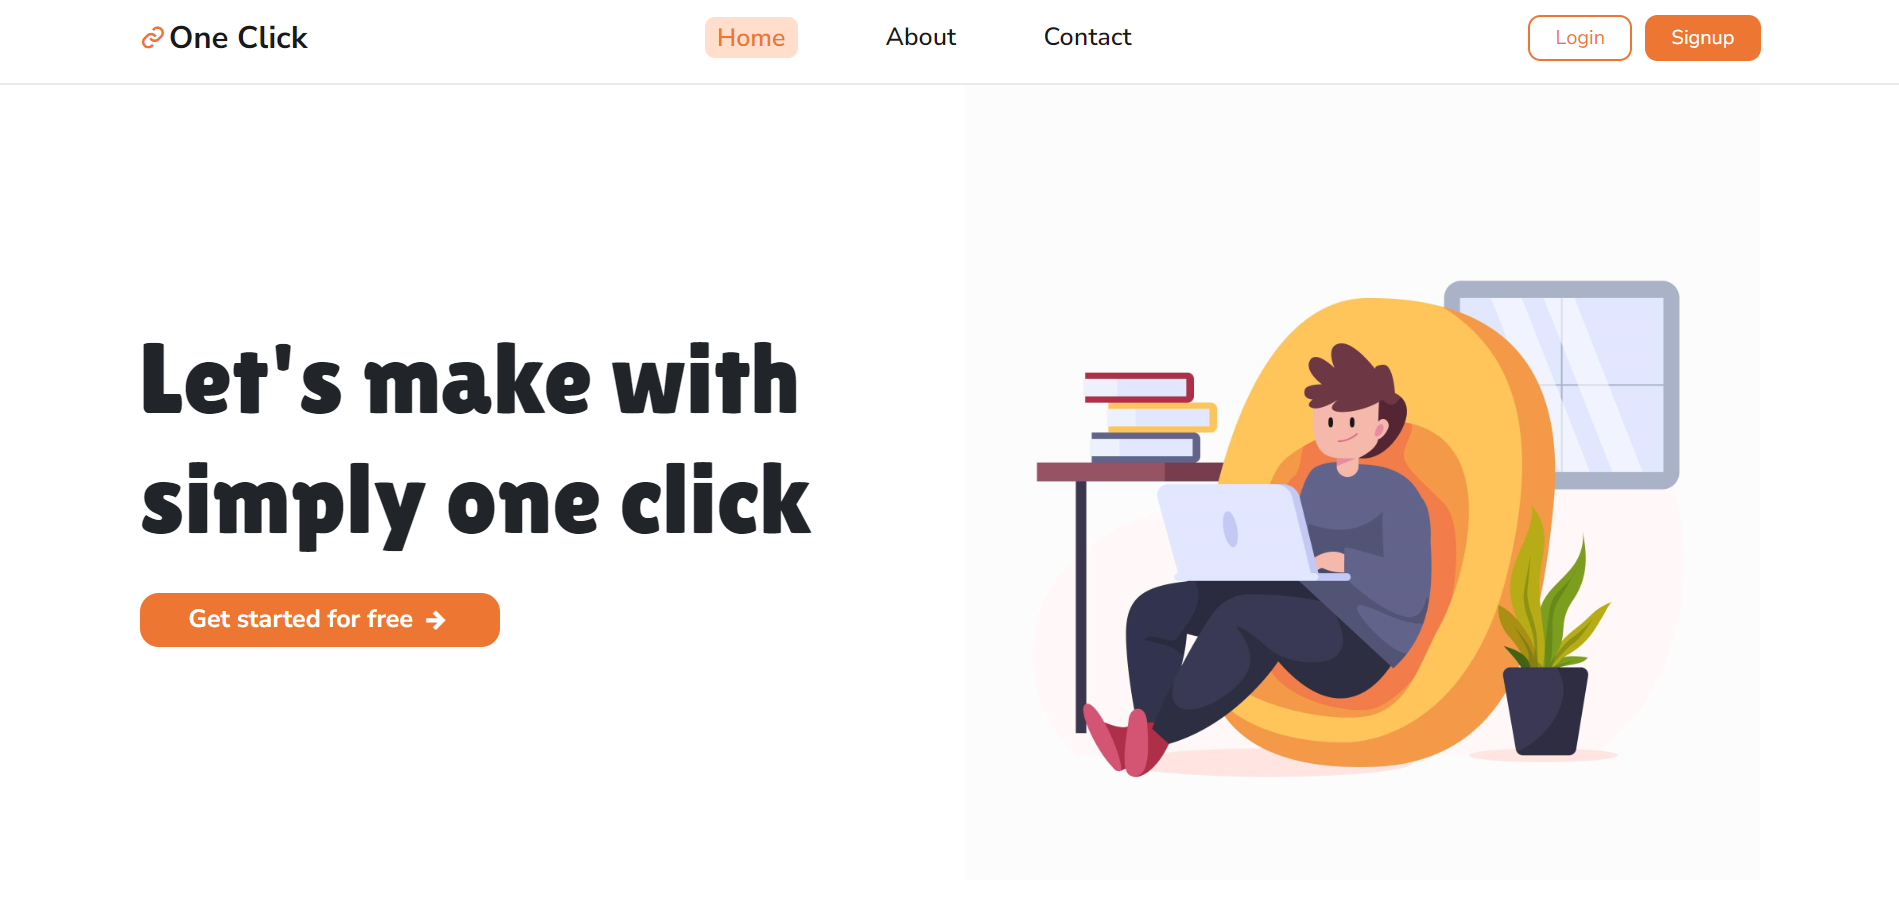 One Click
Home
About
Contact
Login
Signup
Let's make with
simply one click
Get started for free →